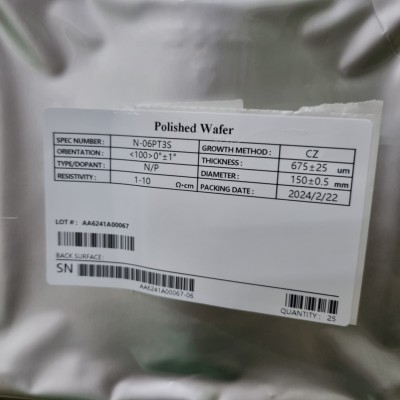 Polished Wafer
SPEC NUMBER : N-06PT3S GROWTH METHOD : CZ
ORIENTATION : <100>0°±1° THICKNESS : 675±25 um
TYPE/DOPANT : N/P DIAMETER : 150±0.5 mm
RESISTIVITY : 1-10 Ω·cm PACKING DATE : 2024/2/22
LOT # : AA6241A00067
BACK SURFACE :
SN
AA6241A00067-06
QUANTITY : 25